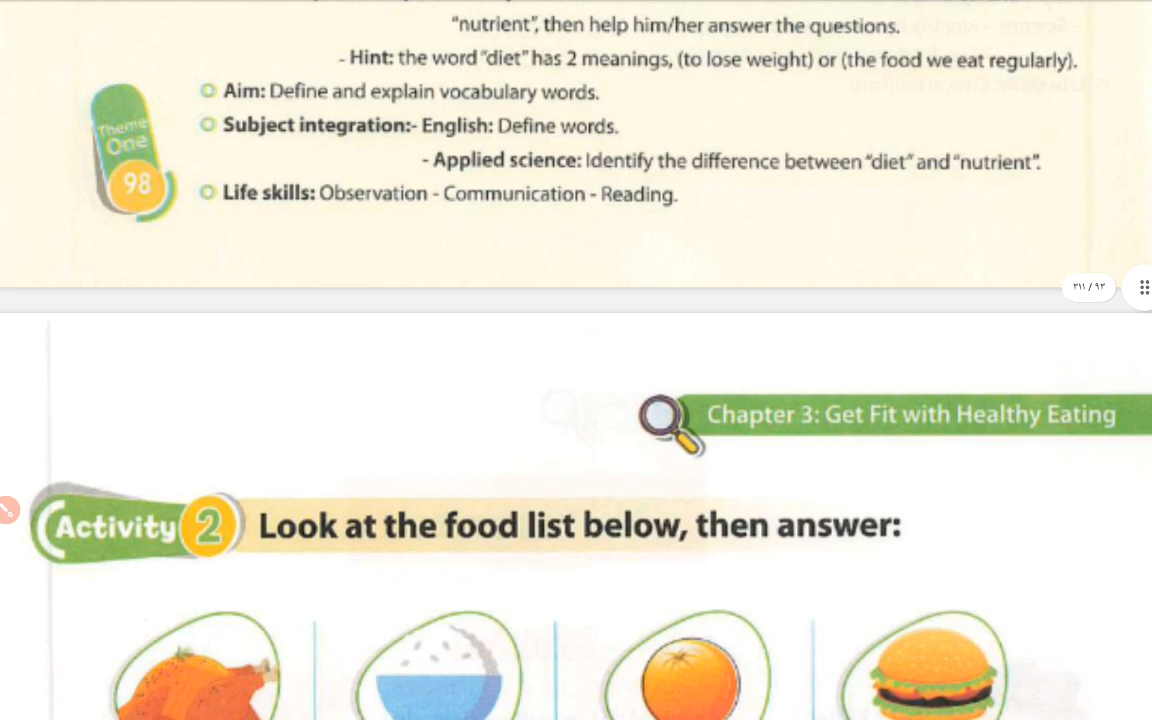 "nutrient", then help him/her answer the questions.
- Hint: the word "diet" has 2 meanings, (to lose weight) or (the food we eat regularly).
Aim: Define and explain vocabulary words.
Subject integration:- English: Define words.
- Applied science: Identify the difference between "diet" and "nutrient".
Life skills: Observation - Communication - Reading.
Theme
One
98
٢١١ / ٩٢
Chapter 3: Get Fit with Healthy Eating
Activity 2 Look at the food list below, then answer: